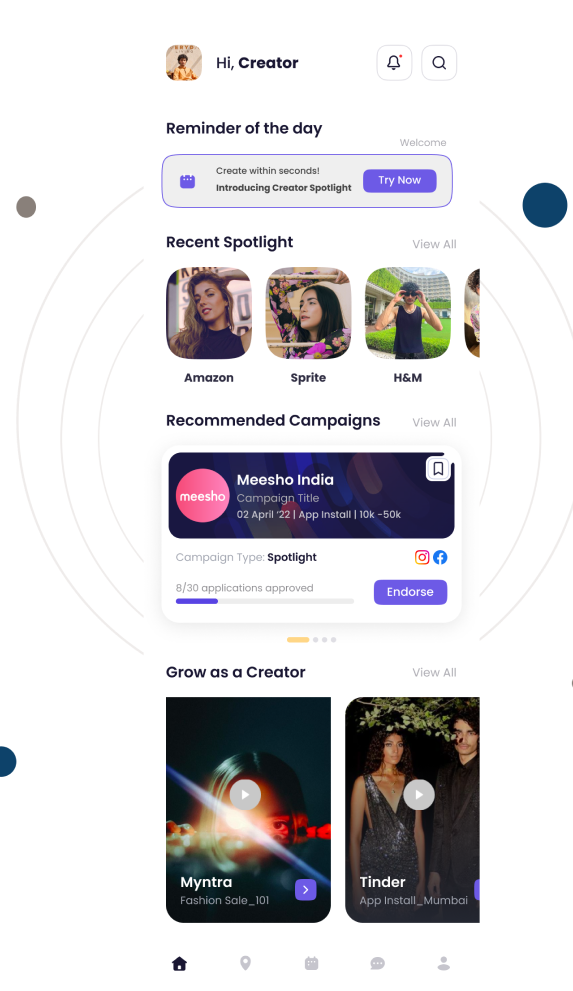 Hi, Creator
Reminder of the day
Welcome
Create within seconds!
Introducing Creator Spotlight
Try Now
Recent Spotlight
View All
Amazon
Sprite
H&M
Recommended Campaigns
View All
meesho
Meesho India
Campaign Title
02 April '22 | App Install | 10k -50k
Campaign Type: Spotlight
8/30 applications approved
Endorse
Grow as a Creator
View All
Myntra
Fashion Sale_101
Tinder
App Install_Mumbai